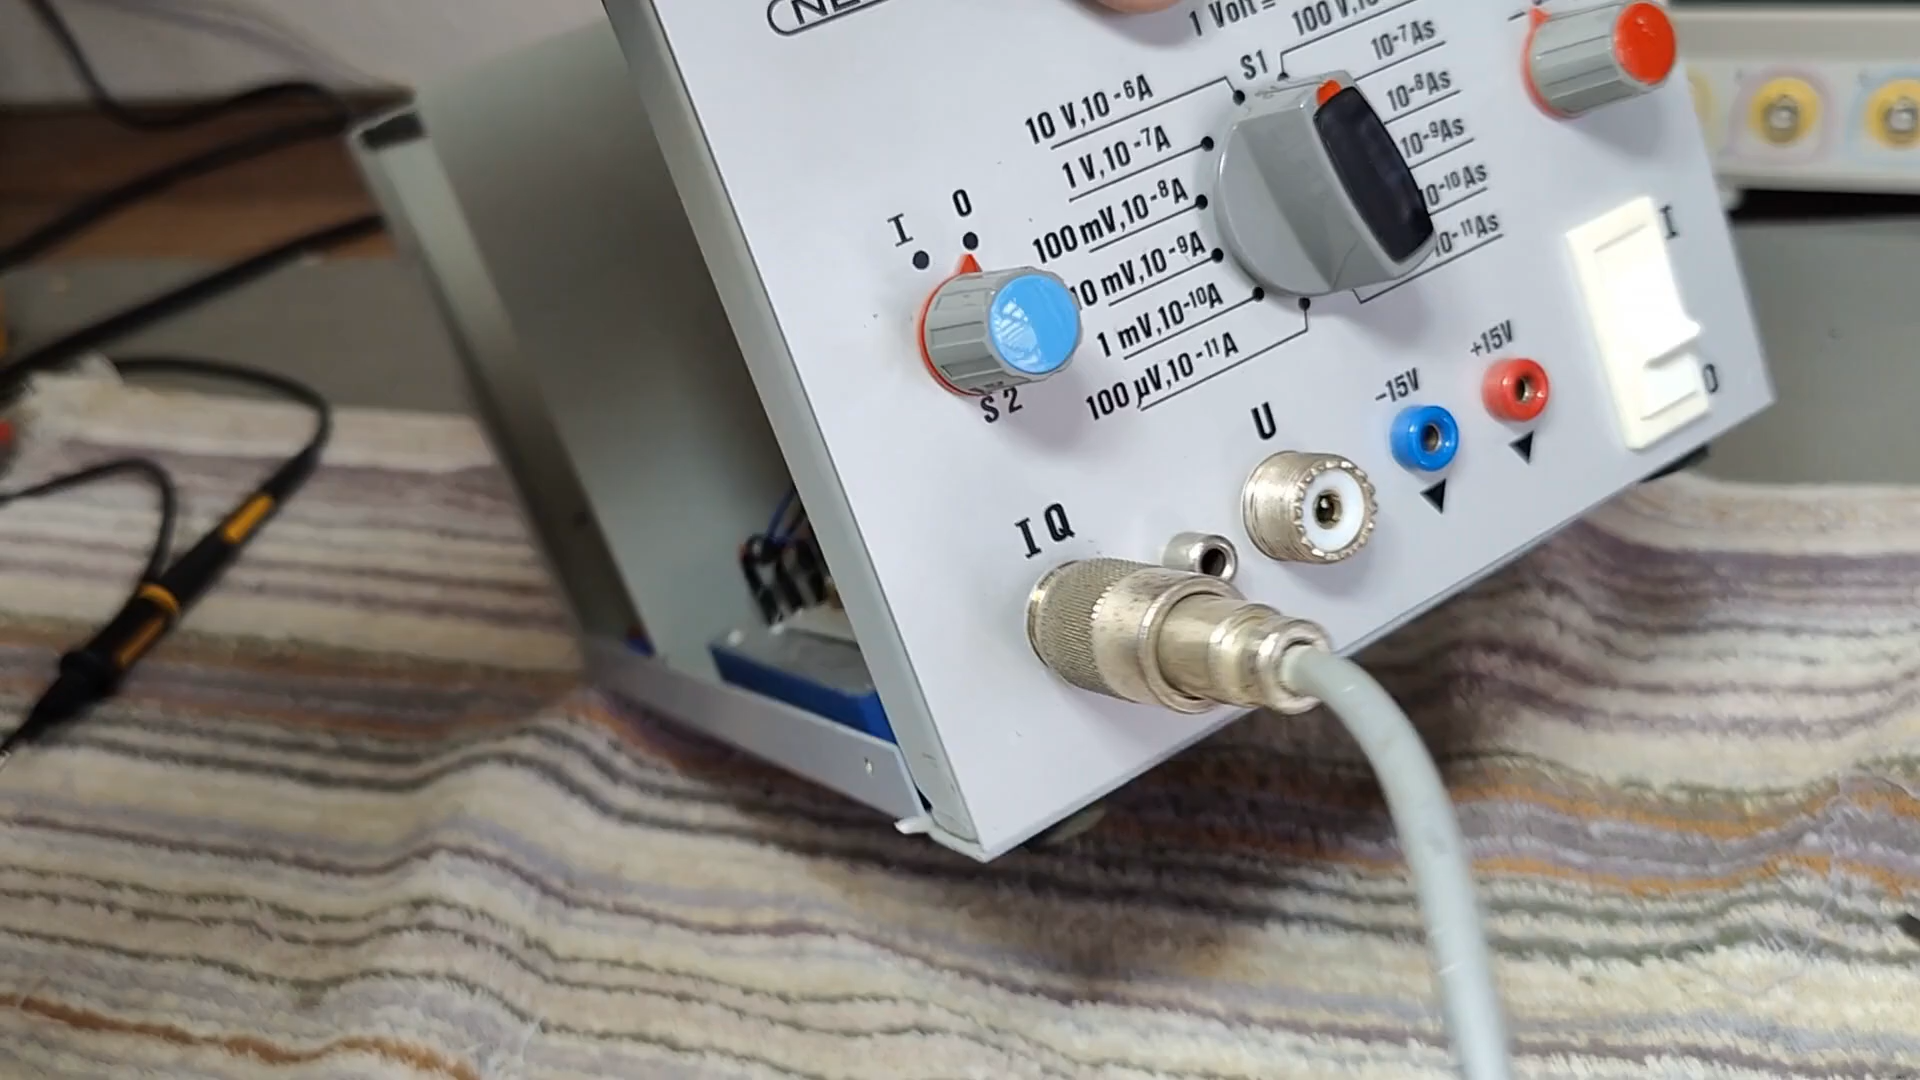 1 Volt =
100 V,
S1
10⁻⁷As
10 V,10⁻⁶A
10⁻⁸As
1 V,10⁻⁷A
10⁻⁹As
I
0
100 mV,10⁻⁸A
10⁻¹⁰As
I
10 mV,10⁻⁹A
10⁻¹¹As
1 mV,10⁻¹⁰A
+15V
100 µV,10⁻¹¹A
-15V
0
S2
U
I Q